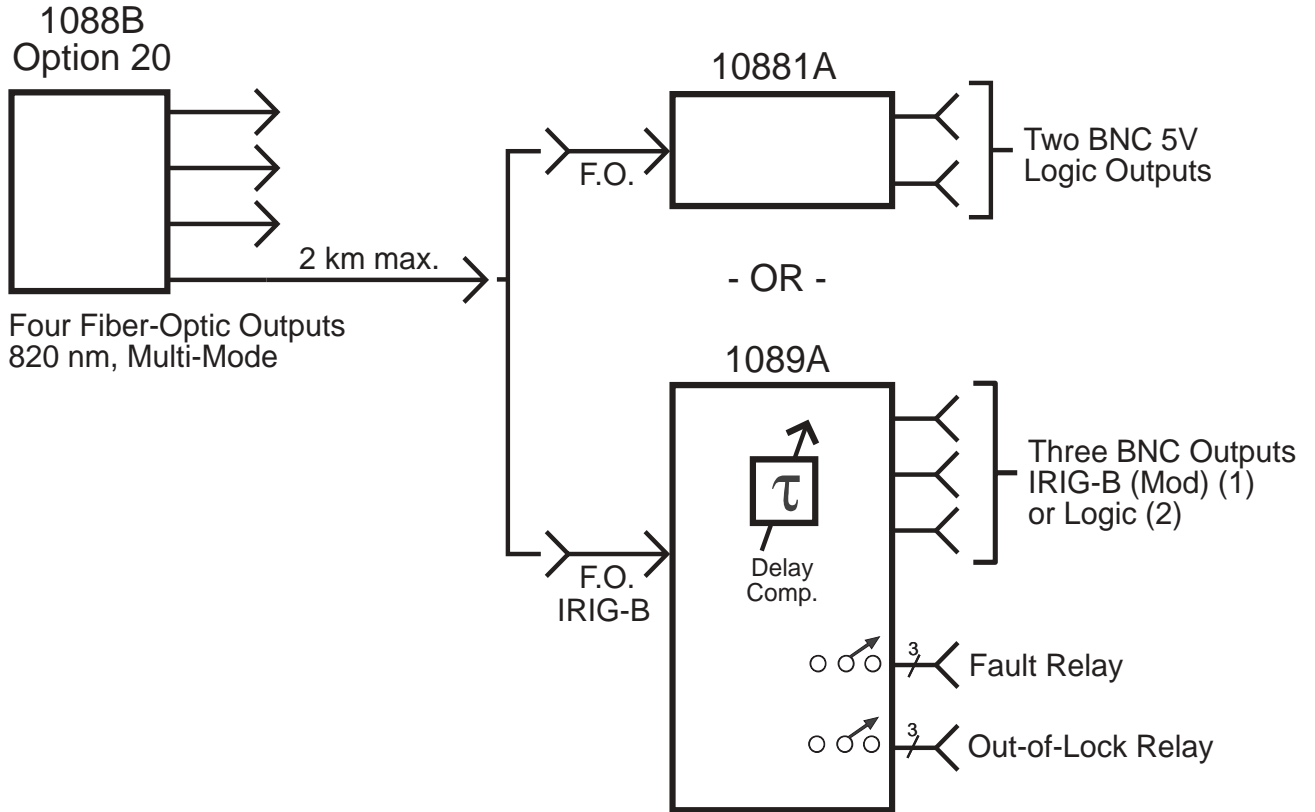 1088B
Option 20
Four Fiber-Optic Outputs
820 nm, Multi-Mode
2 km max.
F.O.
10881A
Two BNC 5V
Logic Outputs
- OR -
1089A
F.O.
IRIG-B
τ
Delay
Comp.
Three BNC Outputs
IRIG-B (Mod) (1)
or Logic (2)
3
Fault Relay
3
Out-of-Lock Relay